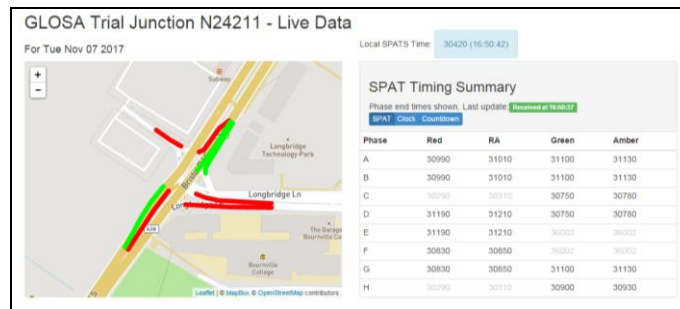 GLOSA Trial Junction N24211 - Live Data
For Tue Nov 07 2017
Local SPATS Time: 30420 (16:50:42)
+
-
Subway
Longbridge
Technology Park
Longbridge Ln
A38
The Garage
Bournville Co
Bournville
College
Leaflet | © MapBox © OpenStreetMap contributors
SPAT Timing Summary
Phase end times shown. Last update: Received at 16:50:37
SPAT Clock Countdown
Phase Red RA Green Amber
A 30990 31010 31100 31130
B 30990 31010 31100 31130
C 30290 30310 30750 30780
D 31190 31210 30750 30780
E 31190 31210 36002 36002
F 30830 30850 36002 36002
G 30830 30850 31100 31130
H 30290 30310 30900 30930